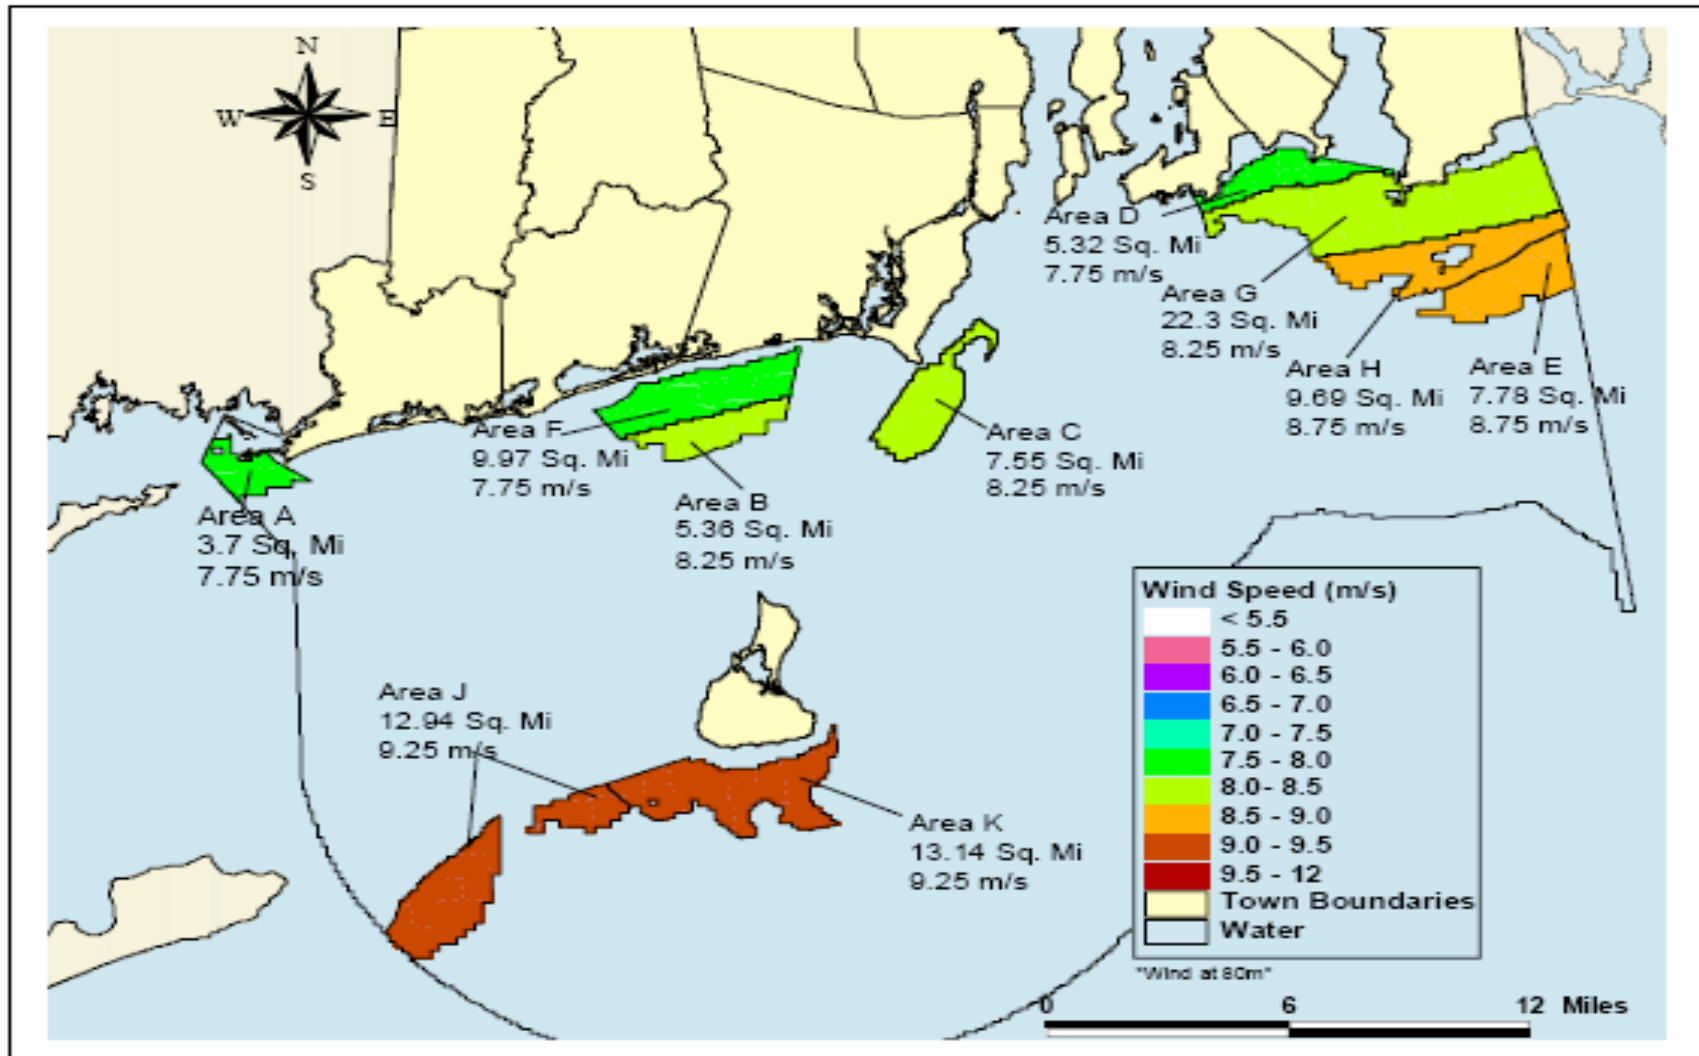 N
W E
S
Area D
5.32 Sq. Mi
7.75 m/s
Area G
22.3 Sq. Mi
8.25 m/s
Area H
9.69 Sq. Mi
8.75 m/s
Area E
7.78 Sq. Mi
8.75 m/s
Area F
9.97 Sq. Mi
7.75 m/s
Area C
7.55 Sq. Mi
8.25 m/s
Area B
5.36 Sq. Mi
8.25 m/s
Area A
3.7 Sq. Mi
7.75 m/s
Area J
12.94 Sq. Mi
9.25 m/s
Area K
13.14 Sq. Mi
9.25 m/s
Wind Speed (m/s)
< 5.5
5.5 - 6.0
6.0 - 6.5
6.5 - 7.0
7.0 - 7.5
7.5 - 8.0
8.0- 8.5
8.5 - 9.0
9.0 - 9.5
9.5 - 12
Town Boundaries
Water
"Wind at 80m"
0 6 12 Miles